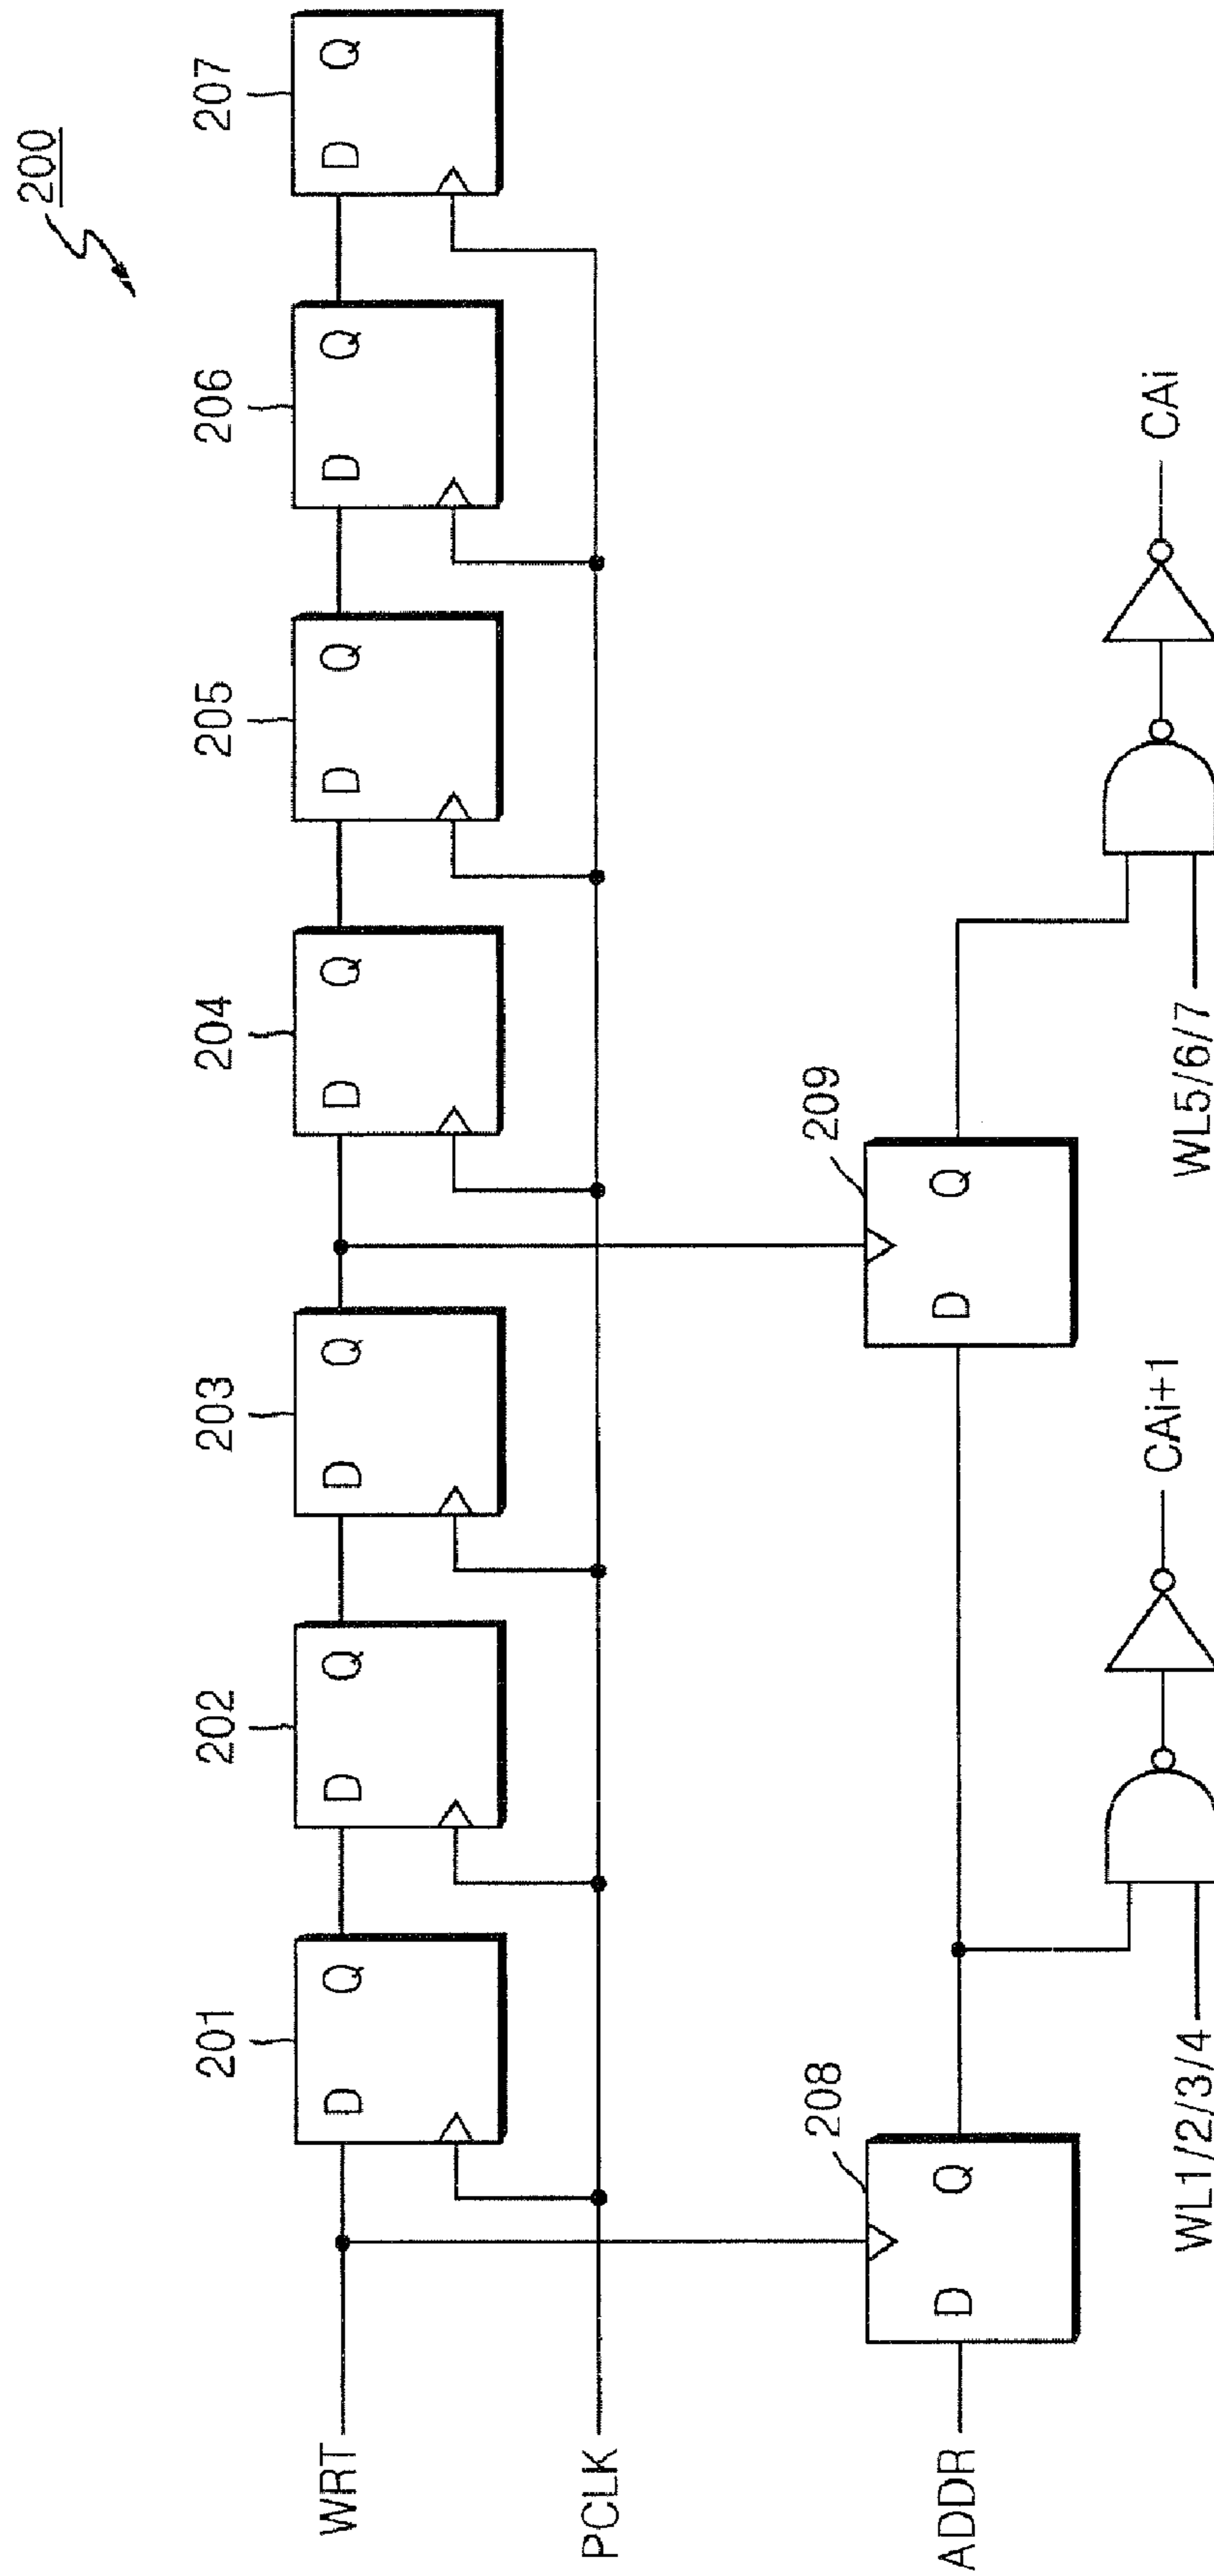 200
201
202
203
204
205
206
207
D Q
D Q
D Q
D Q
D Q
D Q
D Q
WRT
PCLK
208
209
D Q
D Q
ADDR
CAi+1
CAi
WL1/2/3/4
WL5/6/7